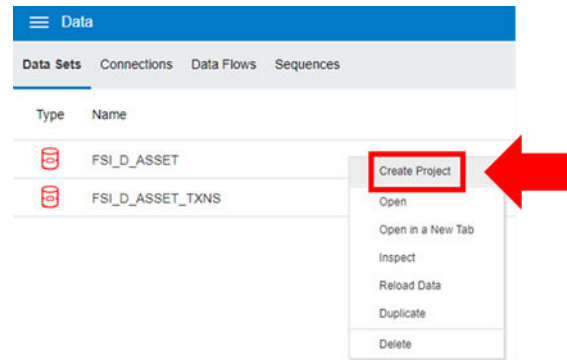 Data
Data Sets Connections Data Flows Sequences
Type Name
FSI_D_ASSET
FSI_D_ASSET_TXNS
Create Project
Open
Open in a New Tab
Inspect
Reload Data
Duplicate
Delete